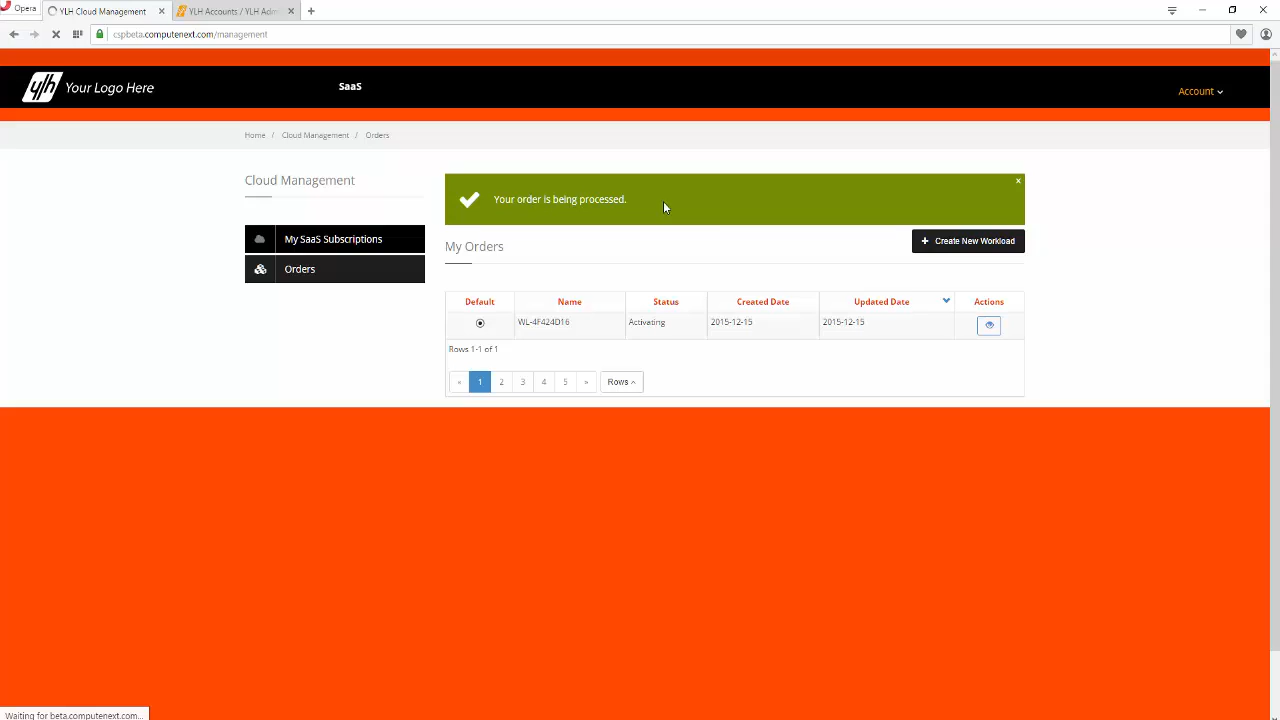 Opera
YLH Cloud Management
YLH Accounts / YLH Adm
cspbeta.computenext.com/management
ylh Your Logo Here
SaaS
Account
Home / Cloud Management / Orders
Cloud Management
My SaaS Subscriptions
Orders
Your order is being processed.
x
My Orders
+ Create New Workload
Default Name Status Created Date Updated Date Actions
WL-4F424D16 Activating 2015-12-15 2015-12-15
Rows 1-1 of 1
« 1 2 3 4 5 » Rows
Waiting for beta.computenext.com...